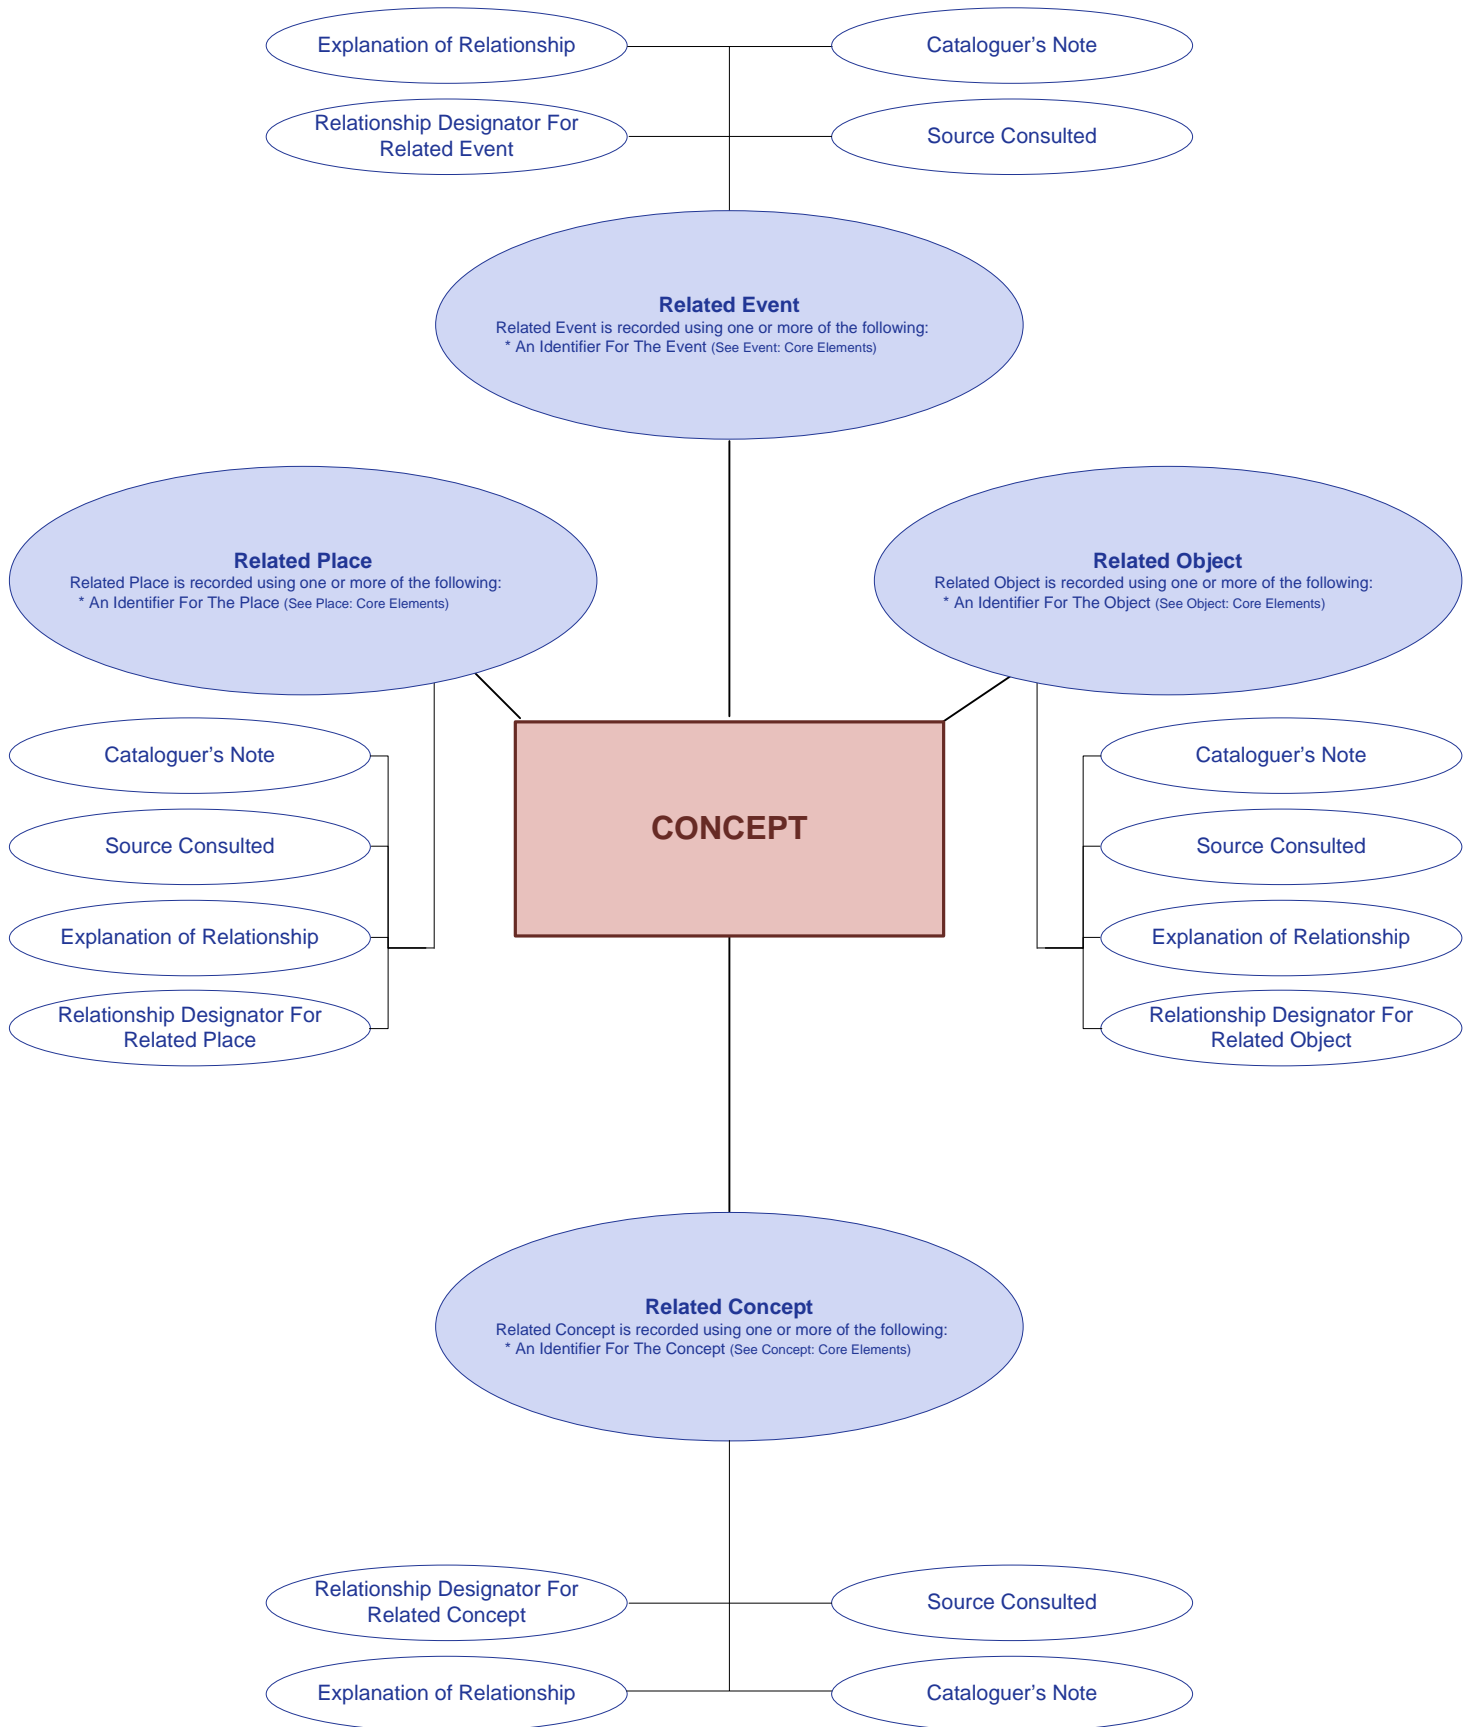 Explanation of Relationship
Cataloguer's Note
Relationship Designator For
Related Event
Source Consulted
Related Event
Related Event is recorded using one or more of the following:
* An Identifier For The Event (See Event: Core Elements)
Related Place
Related Place is recorded using one or more of the following:
* An Identifier For The Place (See Place: Core Elements)
Related Object
Related Object is recorded using one or more of the following:
* An Identifier For The Object (See Object: Core Elements)
Cataloguer’s Note
Source Consulted
Explanation of Relationship
Relationship Designator For
Related Place
CONCEPT
Cataloguer’s Note
Source Consulted
Explanation of Relationship
Relationship Designator For
Related Object
Related Concept
Related Concept is recorded using one or more of the following:
* An Identifier For The Concept (See Concept: Core Elements)
Relationship Designator For
Related Concept
Source Consulted
Explanation of Relationship
Cataloguer's Note